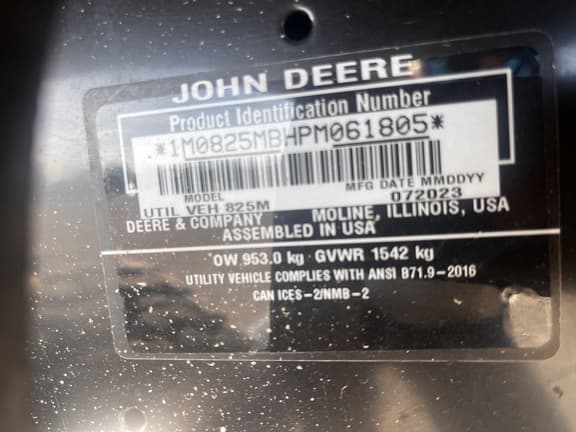 JOHN DEERE
Product Identification Number
*1M0825MBHPM061805*
MODEL MFG DATE MMDDYY
UTIL VEH 825M 072023
DEERE & COMPANY MOLINE, ILLINOIS, USA
ASSEMBLED IN USA
OW 953.0 kg GVWR 1542 kg
UTILITY VEHICLE COMPLIES WITH ANSI B71.9-2016
CAN ICES-2/NMB-2